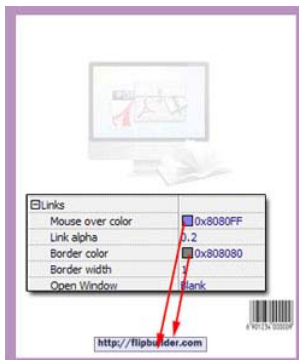 Links
Mouse over color 0x8080FF
Link alpha 0.2
Border color 0x808080
Border width 1
Open Window Blank
http://flipbuilder.com